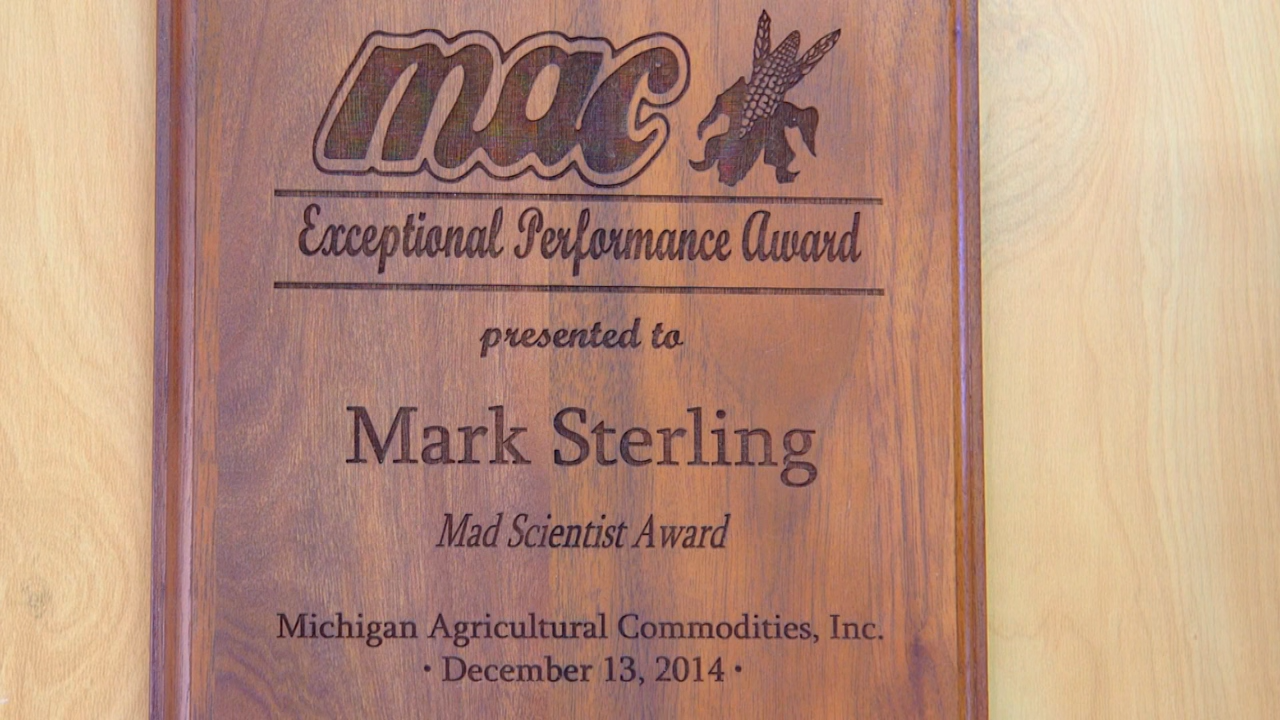 mac
Exceptional Performance Award
presented to
Mark Sterling
Mad Scientist Award
Michigan Agricultural Commodities, Inc.
· December 13, 2014 ·